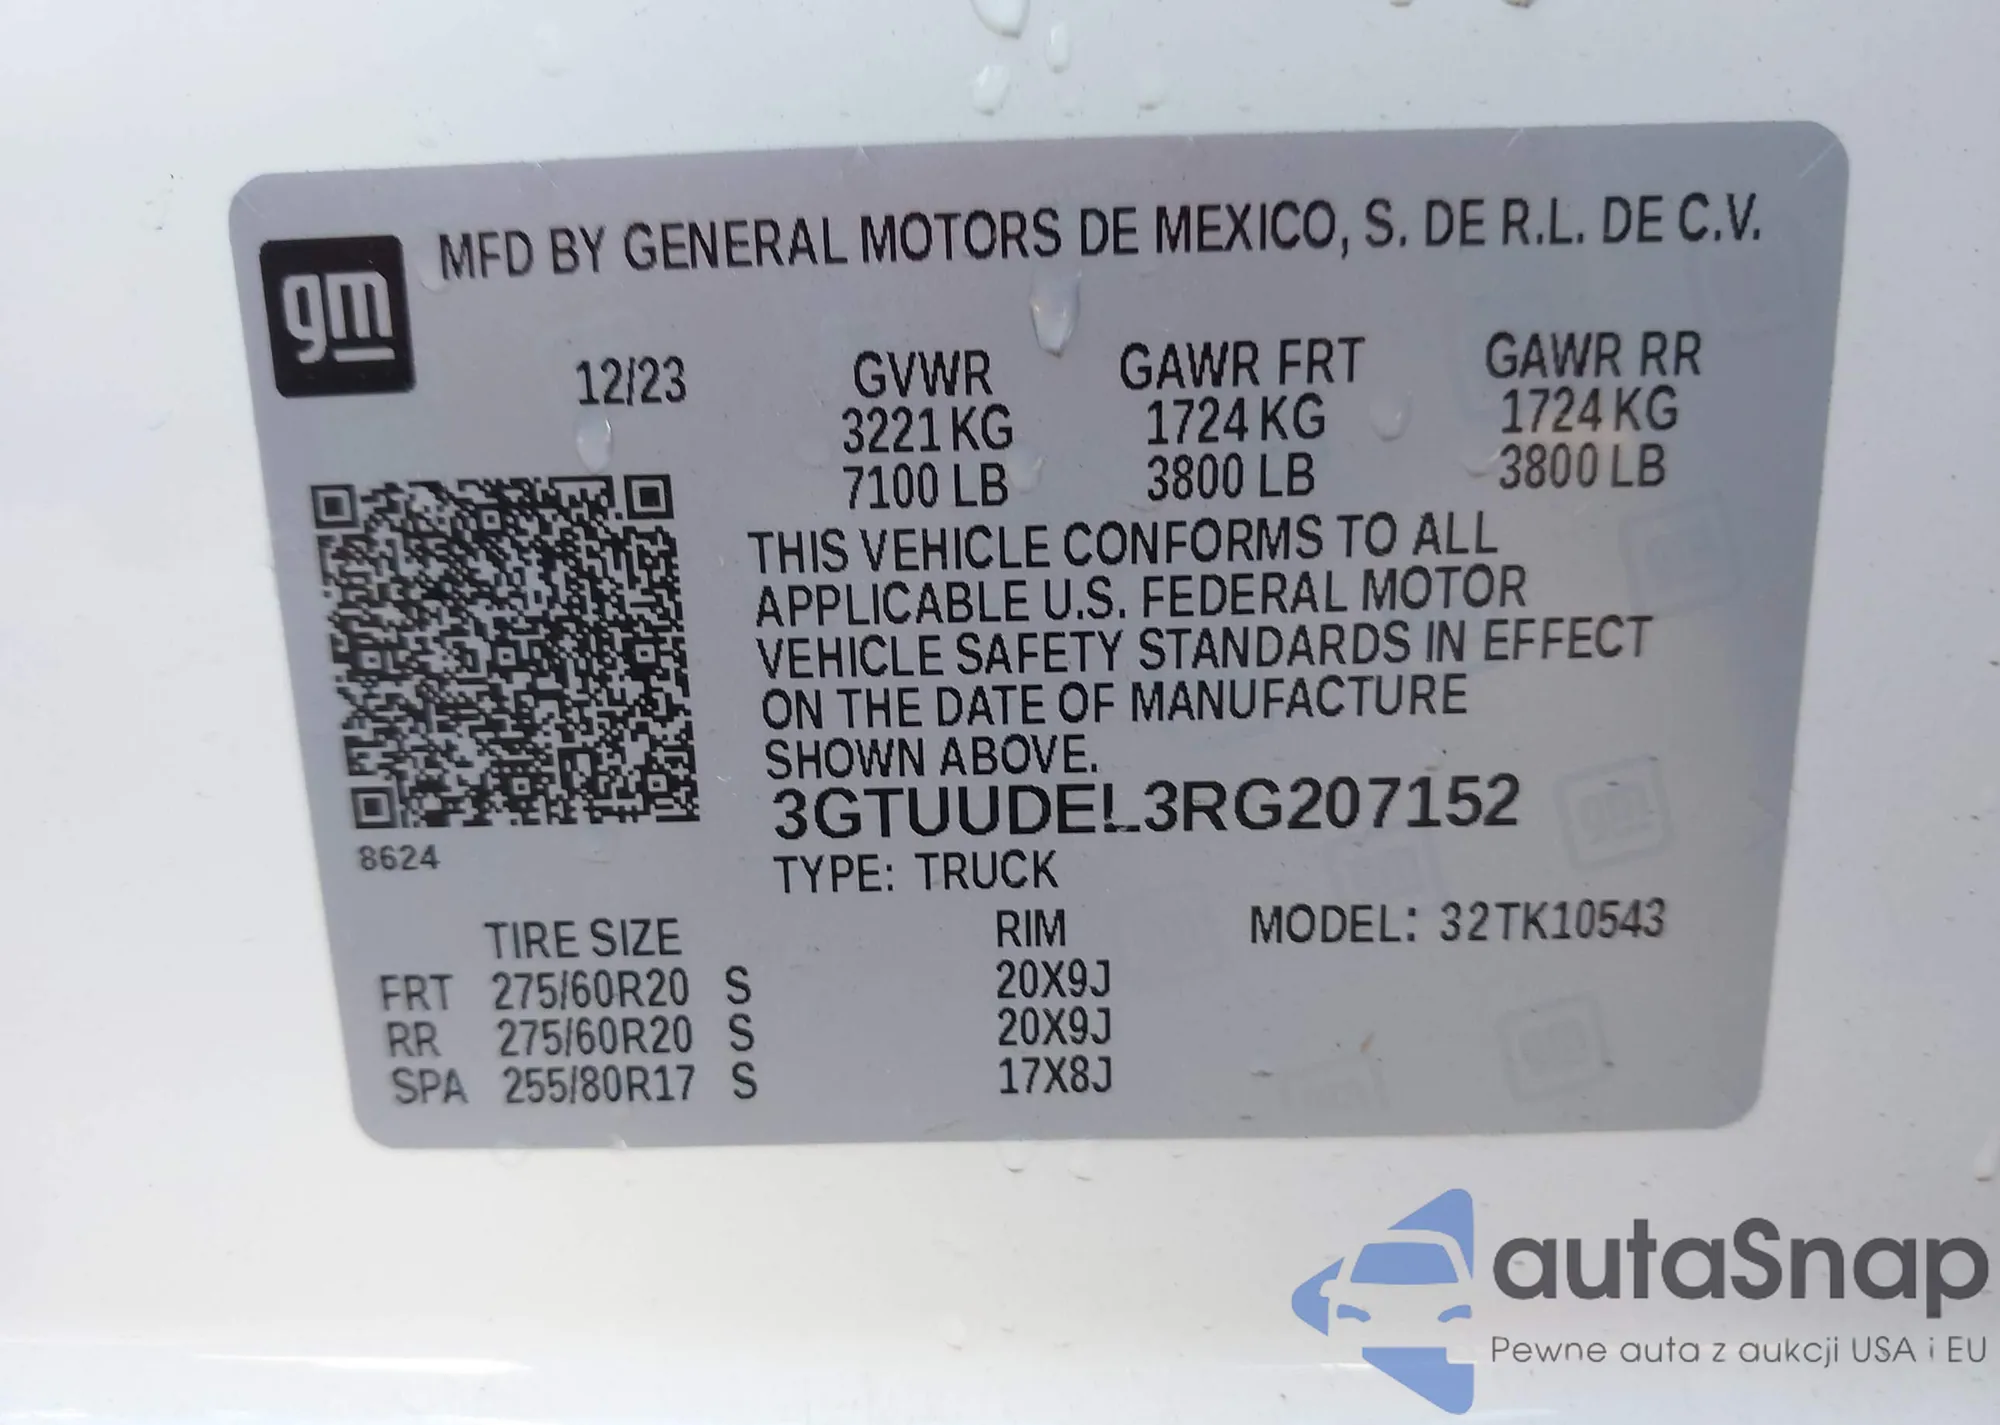 gm
MFD BY GENERAL MOTORS DE MEXICO, S. DE R.L. DE C.V.
12/23 GVWR GAWR FRT GAWR RR
3221 KG 1724 KG 1724 KG
7100 LB 3800 LB 3800 LB
THIS VEHICLE CONFORMS TO ALL
APPLICABLE U.S. FEDERAL MOTOR
VEHICLE SAFETY STANDARDS IN EFFECT
ON THE DATE OF MANUFACTURE
SHOWN ABOVE.
3GTUUDEL3RG207152
8624
TYPE: TRUCK
TIRE SIZE RIM MODEL: 32TK10543
FRT 275/60R20 S 20X9J
RR 275/60R20 S 20X9J
SPA 255/80R17 S 17X8J
autaSnap
Pewne auta z aukcji USA i EU